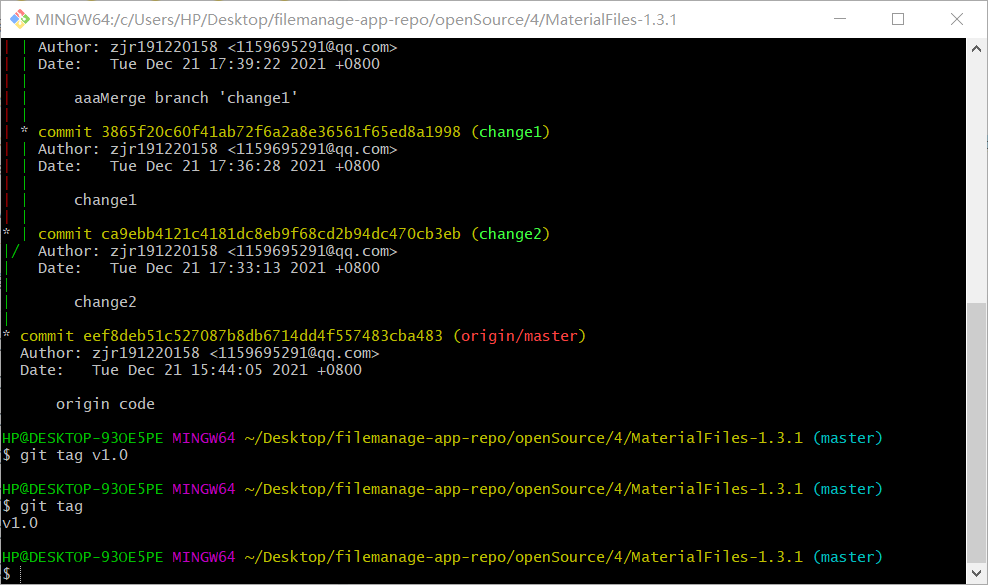 MINGW64:/c/Users/HP/Desktop/filemanage-app-repo/openSource/4/MaterialFiles-1.3.1
| | Author: zjr191220158 <1159695291@qq.com>
| | Date:   Tue Dec 21 17:39:22 2021 +0800
| |
| |     aaaMerge branch 'change1'
| |
| * commit 3865f20c60f41ab72f6a2a8e36561f65ed8a1998 (change1)
| | Author: zjr191220158 <1159695291@qq.com>
| | Date:   Tue Dec 21 17:36:28 2021 +0800
| |
| |     change1
| |
* | commit ca9ebb4121c4181dc8eb9f68cd2b94dc470cb3eb (change2)
|/  Author: zjr191220158 <1159695291@qq.com>
|   Date:   Tue Dec 21 17:33:13 2021 +0800
|
|       change2
|
* commit eef8deb51c527087b8db6714dd4f557483cba483 (origin/master)
  Author: zjr191220158 <1159695291@qq.com>
  Date:   Tue Dec 21 15:44:05 2021 +0800

      origin code

HP@DESKTOP-93OE5PE MINGW64 ~/Desktop/filemanage-app-repo/openSource/4/MaterialFiles-1.3.1 (master)
$ git tag v1.0

HP@DESKTOP-93OE5PE MINGW64 ~/Desktop/filemanage-app-repo/openSource/4/MaterialFiles-1.3.1 (master)
$ git tag
v1.0

HP@DESKTOP-93OE5PE MINGW64 ~/Desktop/filemanage-app-repo/openSource/4/MaterialFiles-1.3.1 (master)
$